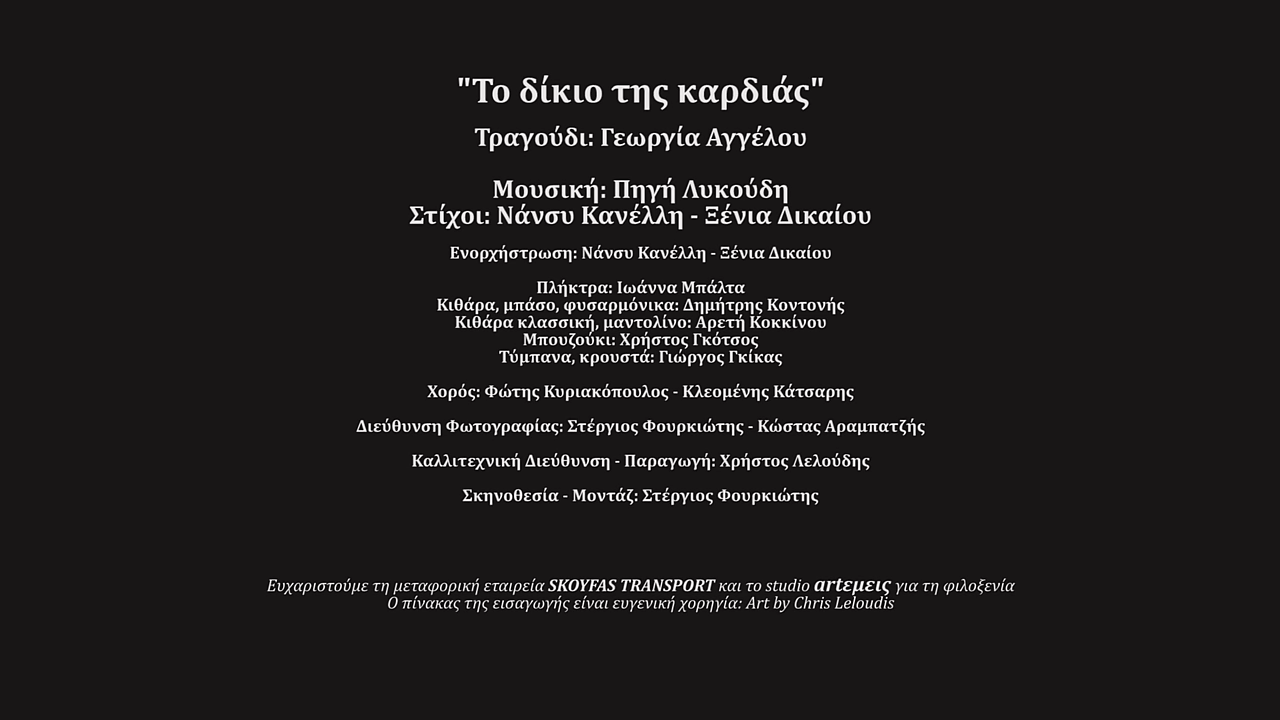 "Το δίκιο της καρδιάς"
Τραγούδι: Γεωργία Αγγέλου
Μουσική: Πηγή Λυκούδη
Στίχοι: Νάνσυ Κανέλλη - Ξένια Δικαίου
Ενορχήστρωση: Νάνσυ Κανέλλη - Ξένια Δικαίου
Πλήκτρα: Ιωάννα Μπάλτα
Κιθάρα, μπάσο, φυσαρμόνικα: Δημήτρης Κοντονής
Κιθάρα κλασσική, μαντολίνο: Αρετή Κοκκίνου
Μπουζούκι: Χρήστος Γκότσος
Τύμπανα, κρουστά: Γιώργος Γκίκας
Χορός: Φώτης Κυριακόπουλος - Κλεομένης Κάτσαρης
Διεύθυνση Φωτογραφίας: Στέργιος Φουρκιώτης - Κώστας Αραμπατζής
Καλλιτεχνική Διεύθυνση - Παραγωγή: Χρήστος Λελούδης
Σκηνοθεσία - Μοντάζ: Στέργιος Φουρκιώτης
Ευχαριστούμε τη μεταφορική εταιρεία SKOYFAS TRANSPORT και το studio artεμεις για τη φιλοξενία
Ο πίνακας της εισαγωγής είναι ευγενική χορηγία: Art by Chris Leloudis